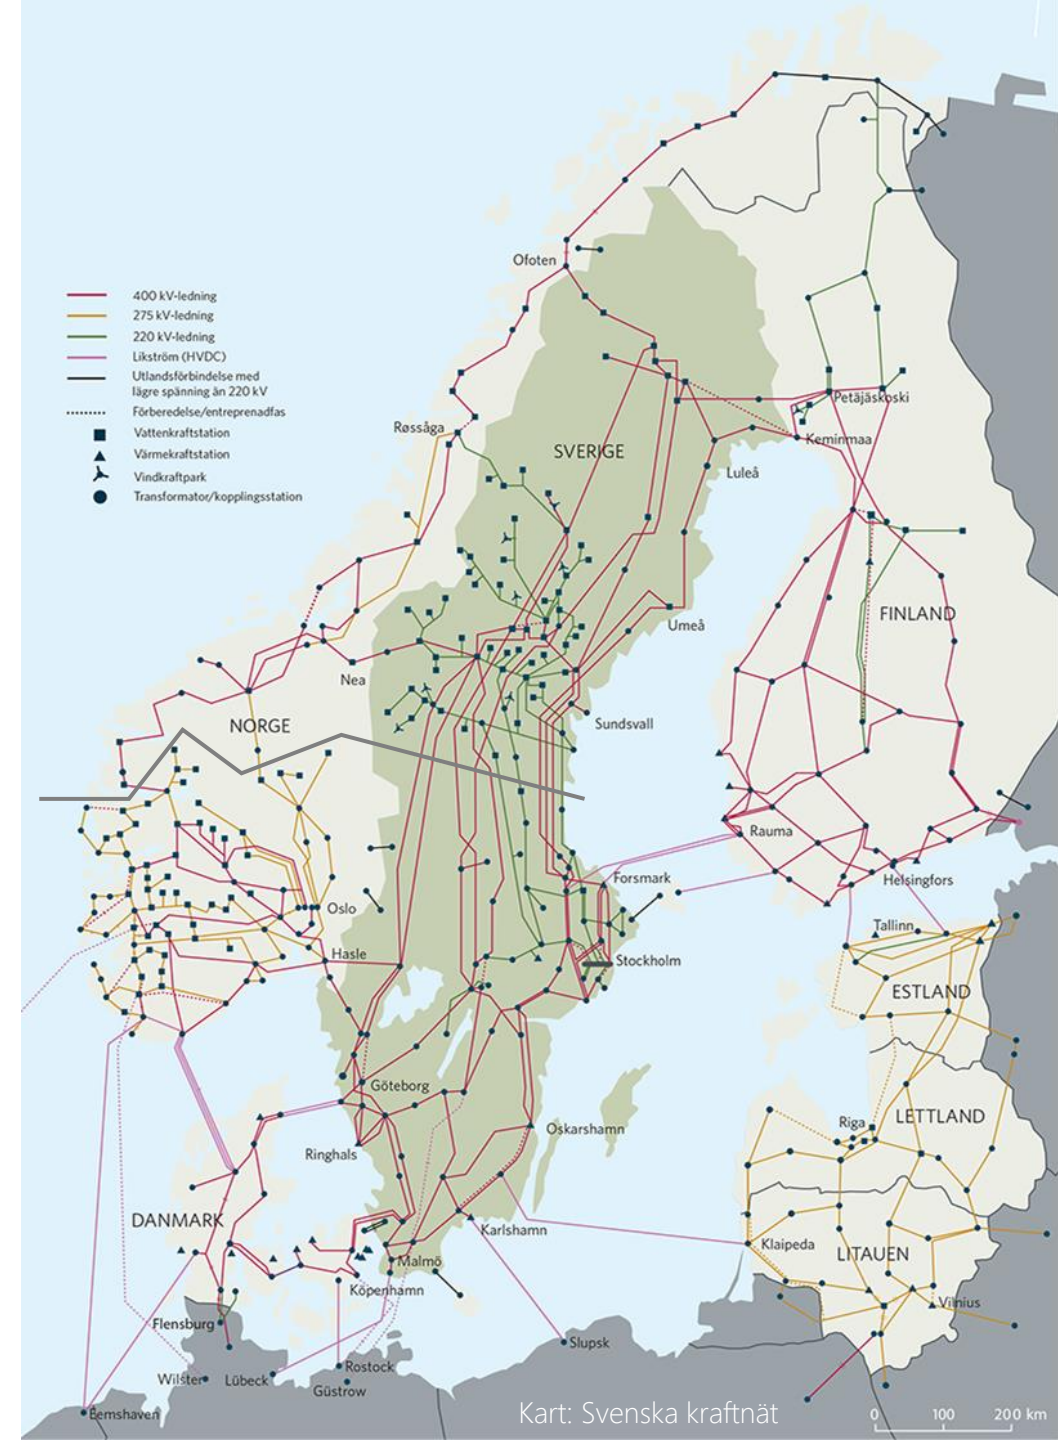 Ofoten
400 kV-ledning
275 kV-ledning
220 kV-ledning
Likström (HVDC)
Utlandsförbindelse med
lägre spänning än 220 kV
Förberedelse/entreprenadfas
Vattenkraftstation
Värmekraftstation
Vindkraftpark
Transformator/kopplingsstation
Petäjäskoski
Røssåga
Keminmaa
SVERIGE
Luleå
FINLAND
Umeå
Nea
NORGE
Sundsvall
Rauma
Forsmark
Helsingfors
Oslo
Tallinn
Hasle
Stockholm
ESTLAND
Göteborg
LETTLAND
Riga
Oskarshamn
Ringhals
DANMARK
Karlshamn
Klaipeda
LITAUEN
Malmö
Köpenhamn
Vilnius
Flensburg
Slupsk
Rostock
Wilster
Lübeck
Güstrow
Eemshaven
Kart: Svenska kraftnät
0 100 200 km